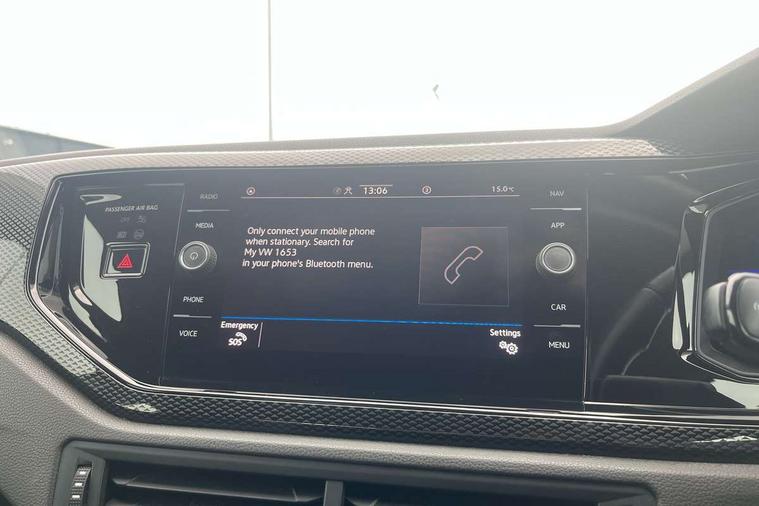 PASSENGER AIR BAG
OFF
RADIO
MEDIA
PHONE
VOICE
13:06
15.0°C
Only connect your mobile phone
when stationary. Search for
My VW 1653
in your phone's Bluetooth menu.
Emergency
SOS
Settings
NAV
APP
CAR
MENU